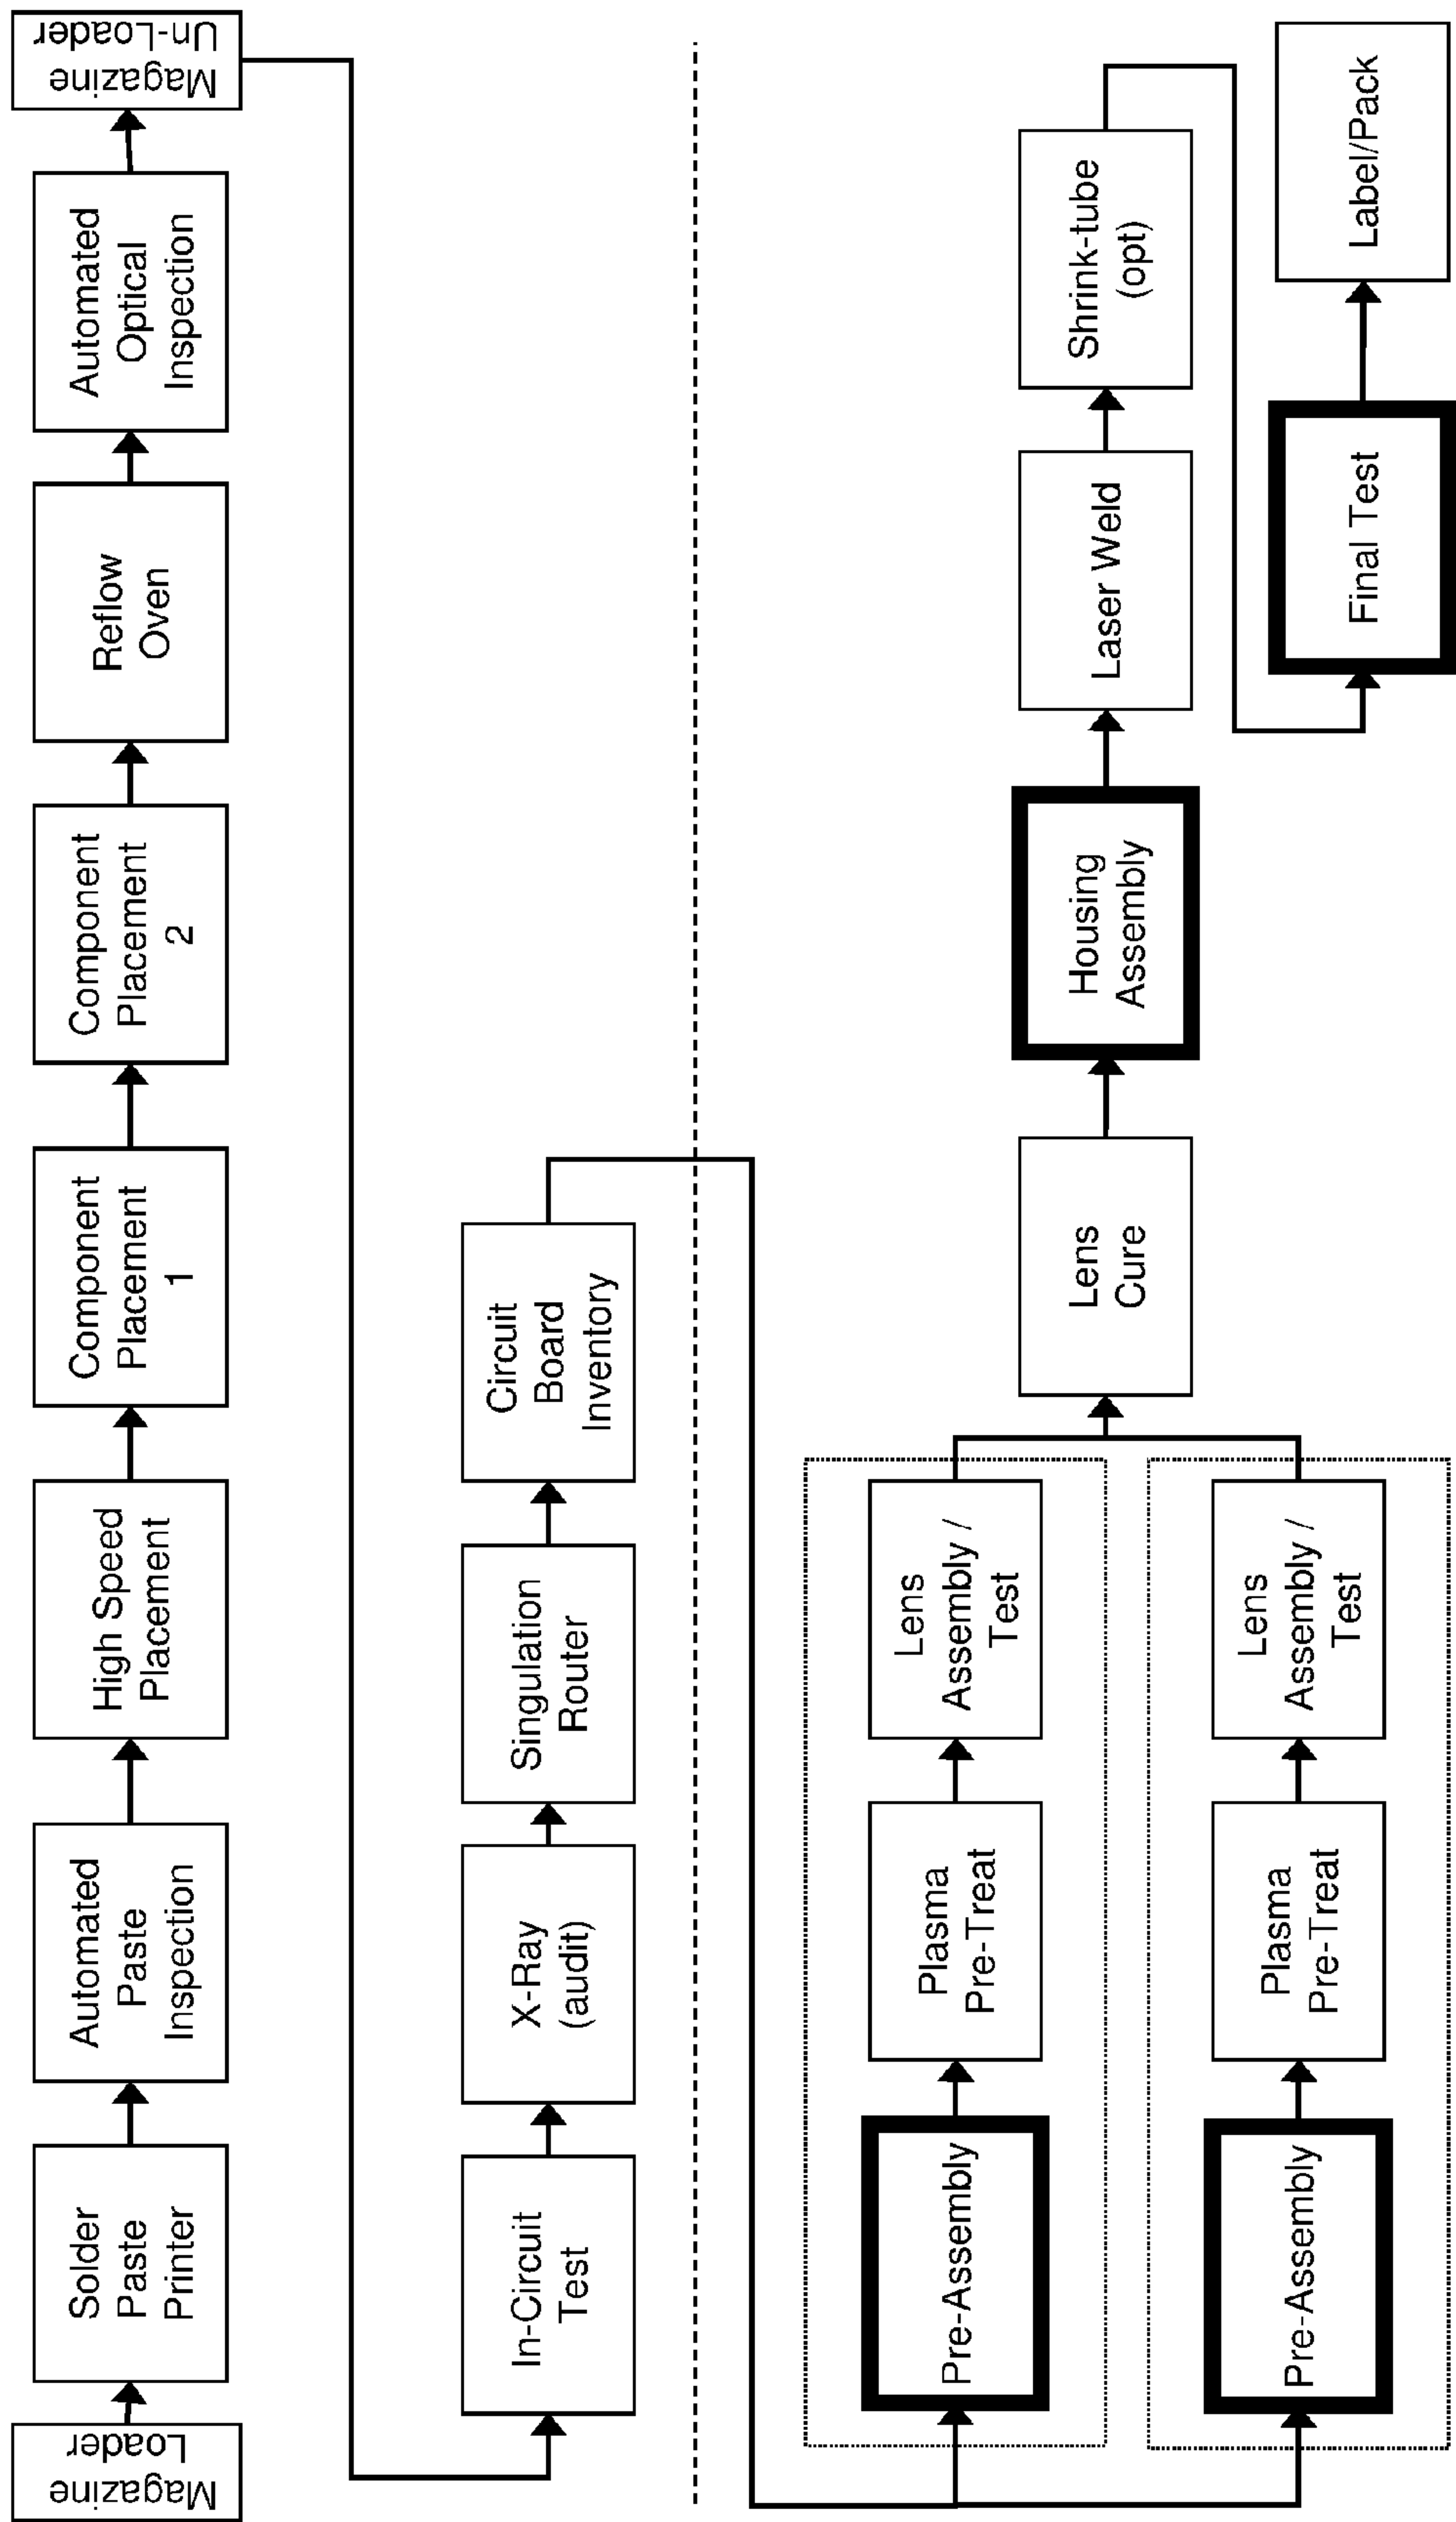 Magazine
Loader
Solder
Paste
Printer
Automated
Paste
Inspection
High Speed
Placement
Component
Placement
1
Component
Placement
2
Reflow
Oven
Automated
Optical
Inspection
Magazine
Un-Loader
In-Circuit
Test
X-Ray
(audit)
Singulation
Router
Circuit
Board
Inventory
Pre-Assembly
Plasma
Pre-Treat
Lens
Assembly /
Test
Pre-Assembly
Plasma
Pre-Treat
Lens
Assembly /
Test
Lens
Cure
Housing
Assembly
Laser Weld
Shrink-tube
(opt)
Final Test
Label/Pack